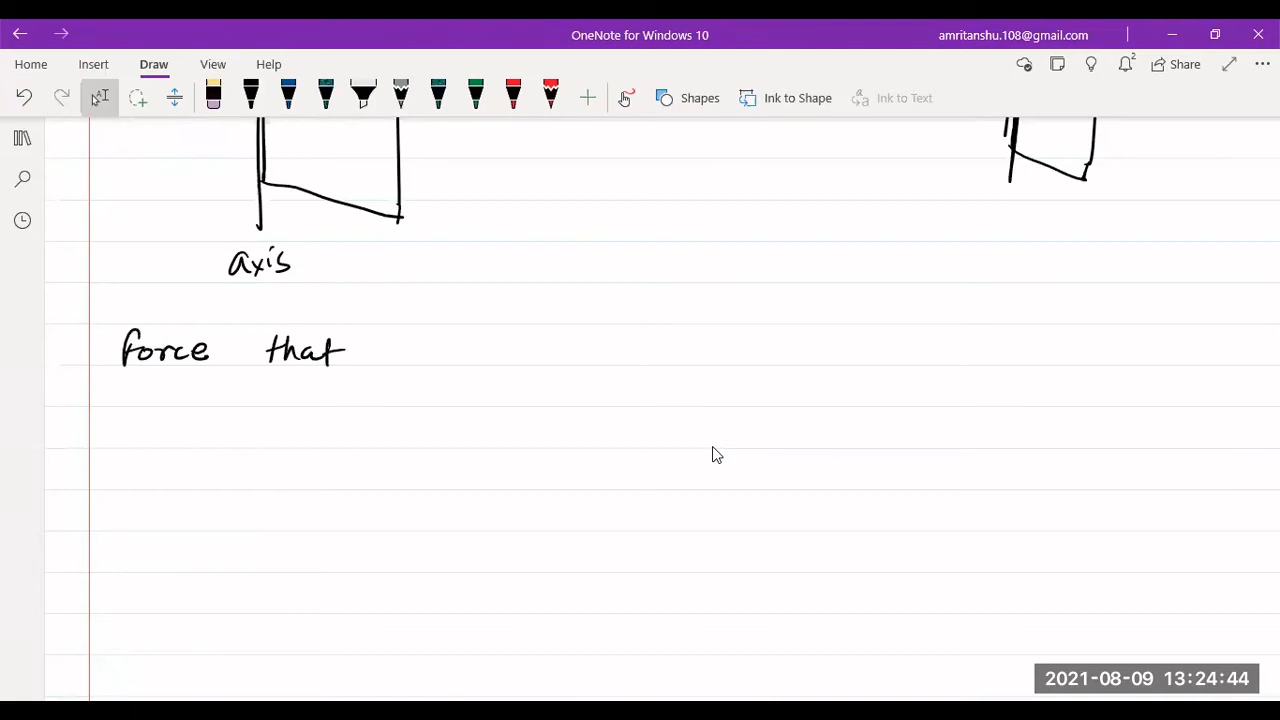 OneNote for Windows 10
amritanshu.108@gmail.com
Home Insert Draw View Help
2
Share
Shapes
Ink to Shape
Ink to Text
axis
force that
2021-08-09 13:24:44